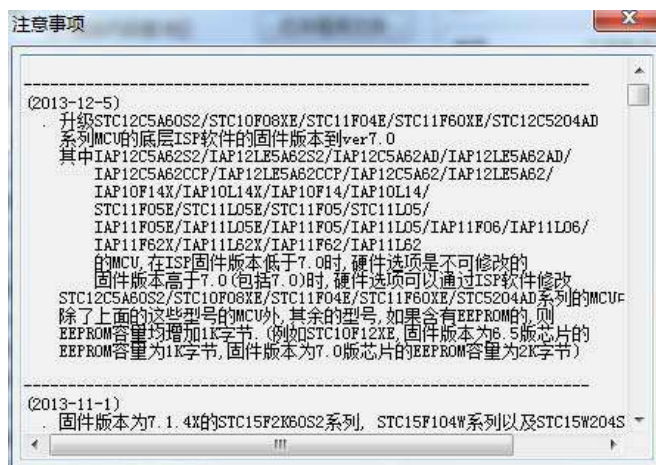 注意事项
----------------------------------------------------------------
(2013-12-5)
. 升级STC12C5A60S2/STC10F08XE/STC11F04E/STC11F60XE/STC12C5204AD
系列MCU的底层ISP软件的固件版本到ver7.0
其中IAP12C5A62S2/IAP12LE5A62S2/IAP12C5A62AD/IAP12LE5A62AD/
IAP12C5A62CCP/IAP12LE5A62CCP/IAP12C5A62/IAP12LE5A62/
IAP10F14X/IAP10L14X/IAP10F14/IAP10L14/
STC11F05E/STC11L05E/STC11F05/STC11L05/
IAP11F05E/IAP11L05E/IAP11F05/IAP11L05/IAP11F06/IAP11L06/
IAP11F62X/IAP11L62X/IAP11F62/IAP11L62
的MCU,在ISP固件版本低于7.0时,硬件选项是不可修改的
固件版本高于7.0(包括7.0)时,硬件选项可以通过ISP软件修改
STC12C5A60S2/STC10F08XE/STC11F04E/STC11F60XE/STC5204AD系列的MCU
除了上面的这些型号的MCU外,其余的型号,如果含有EEPROM的,则
EEPROM容量均增加1K字节. (例如STC10F12XE,固件版本为6.5版芯片的
EEPROM容量为1K字节,固件版本为7.0版芯片的EEPROM容量为2K字节)
----------------------------------------------------------------
(2013-11-1)
. 固件版本为7.1.4X的STC15F2K60S2系列, STC15F104W系列以及STC15W204S